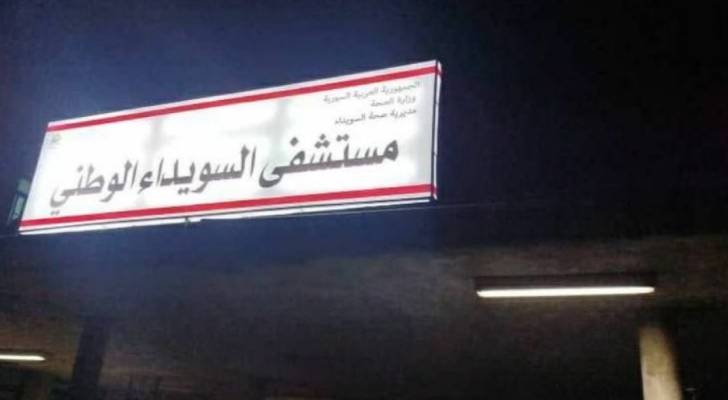 الجمهورية العربية السورية
وزارة الصحة
مديرية صحة السويداء
مستشفى السويداء الوطني